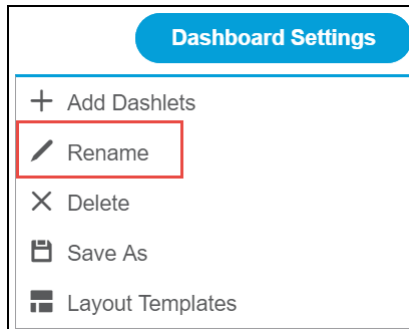 Dashboard Settings
Add Dashlets
Rename
Delete
Save As
Layout Templates